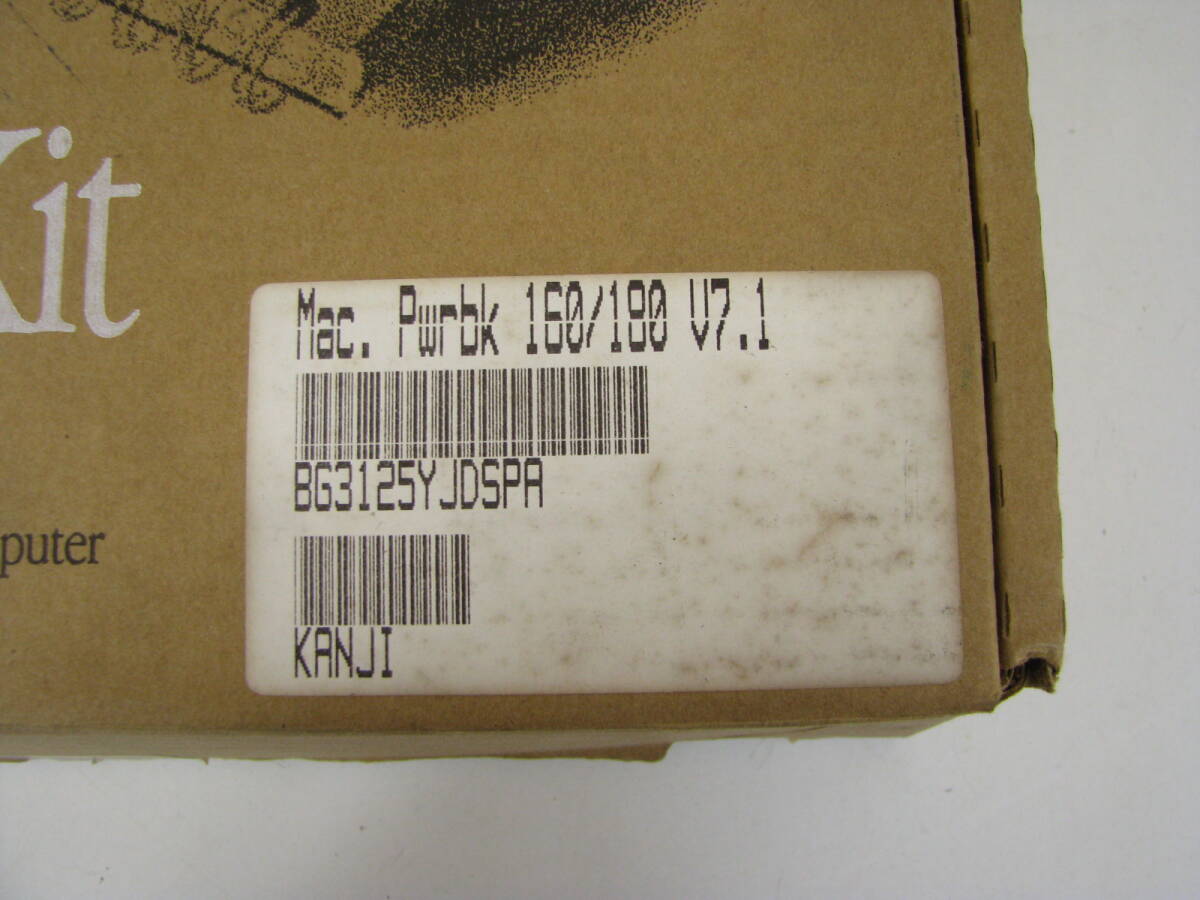 Kit
Mac. Pwrbk 160/180 V7.1
BG3125YJDSPA
puter
KANJI